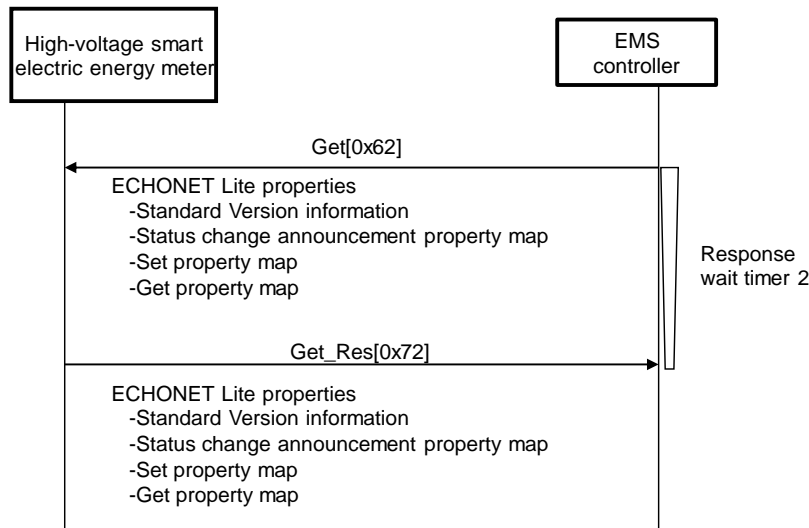 High-voltage smart
electric energy meter
EMS
controller
Get[0x62]
ECHONET Lite properties
-Standard Version information
-Status change announcement property map
-Set property map
-Get property map
Response
wait timer 2
Get_Res[0x72]
ECHONET Lite properties
-Standard Version information
-Status change announcement property map
-Set property map
-Get property map